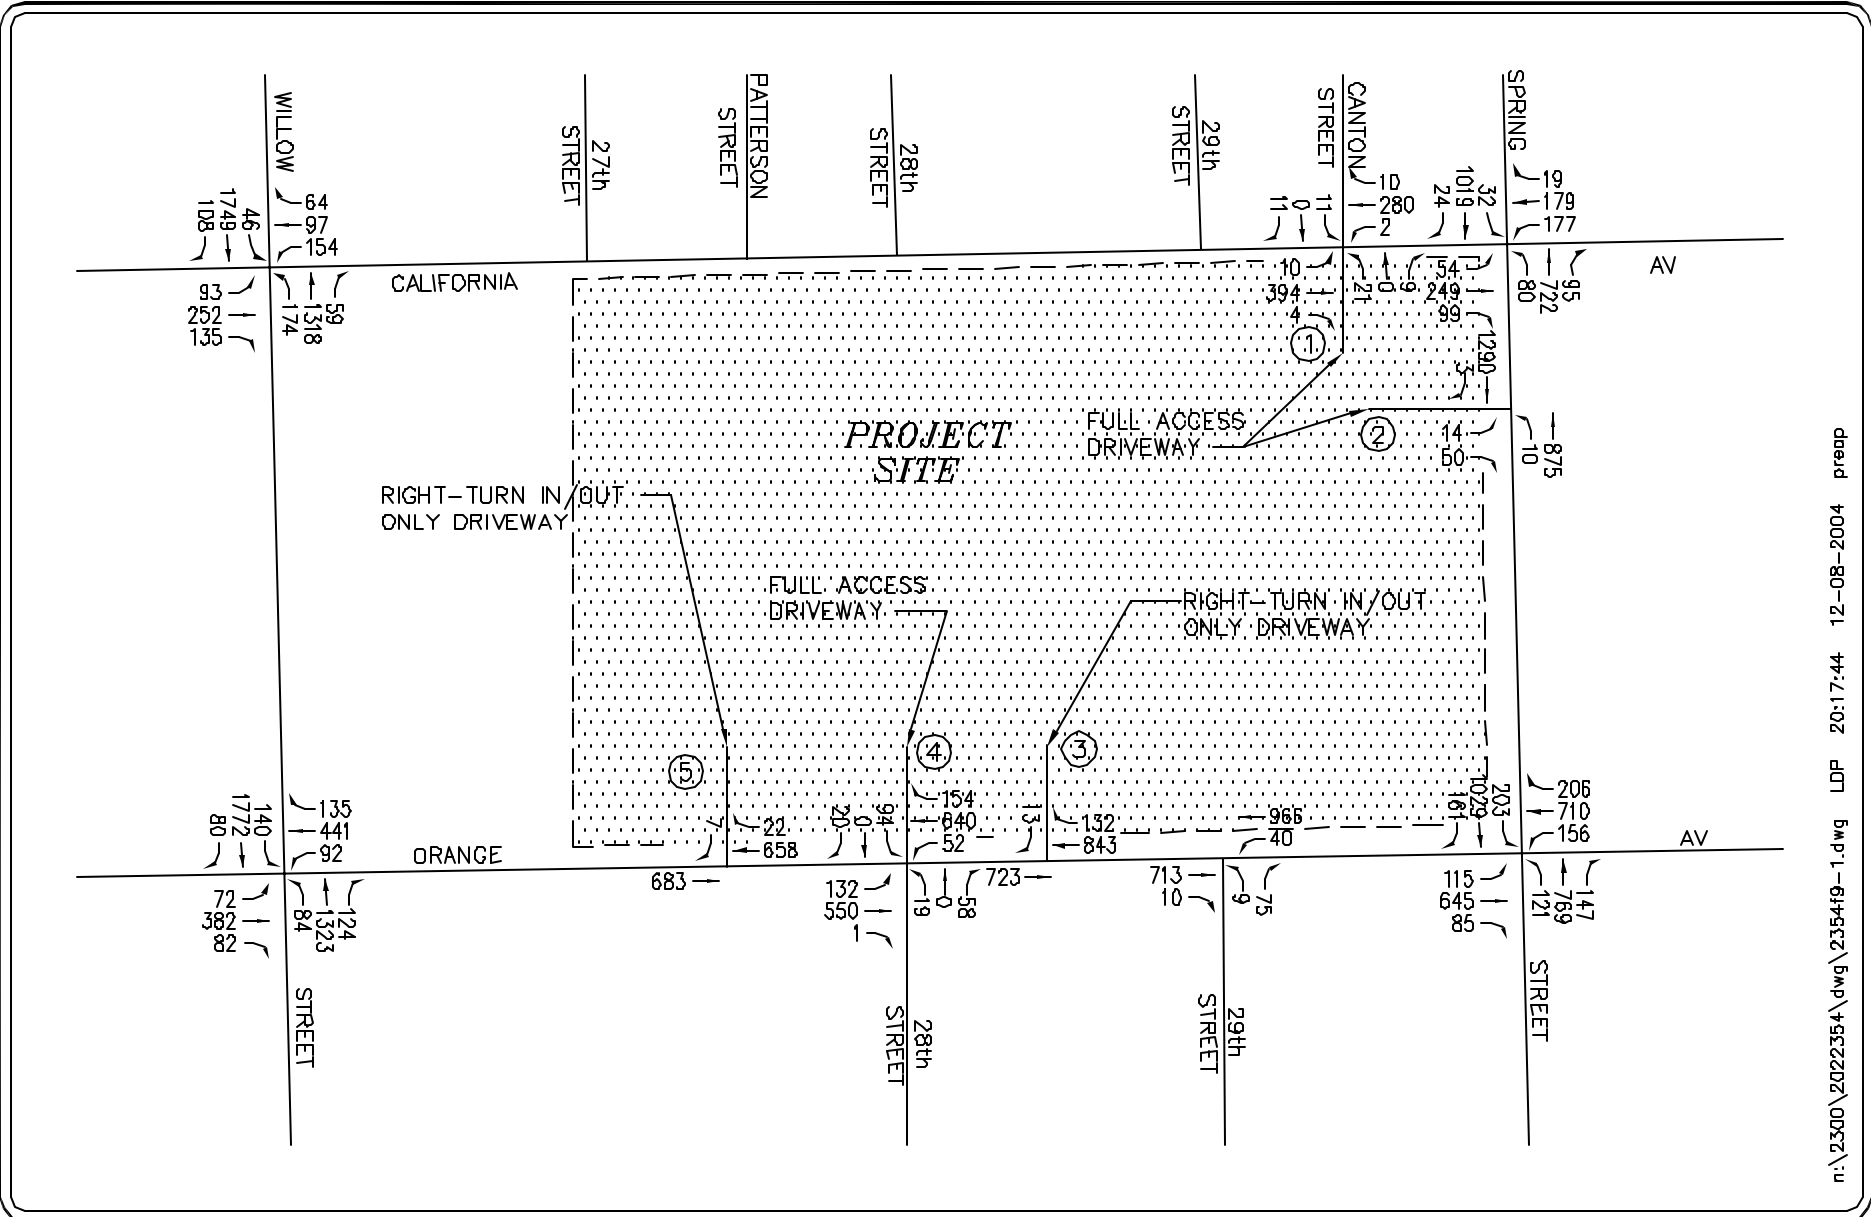 WILLOW
27th
STREET
PATTERSON
STREET
28th
STREET
29th
STREET
CANTON
STREET
SPRING
108
1749
46
64
97
154
93
252
135
174
1318
59
CALIFORNIA
11
0
11
10
280
2
10
394
4
21
0
9
24
1019
32
19
179
177
54
249
99
80
722
95
AV
1
1290
3
2
14
50
10
875
FULL ACCESS
DRIVEWAY
PROJECT
SITE
RIGHT-TURN IN/OUT
ONLY DRIVEWAY
FULL ACCESS
DRIVEWAY
RIGHT-TURN IN/OUT
ONLY DRIVEWAY
5
4
3
80
1772
140
135
441
92
72
382
82
84
1323
124
ORANGE
7
22
658
683
20
0
94
154
640
52
132
550
1
19
0
58
13
132
843
723
966
40
713
10
9
75
161
1029
203
206
710
156
115
645
85
121
769
147
AV
STREET
28th
STREET
29th
STREET
STREET
n:\2300\2022354\dwg\2354f9-1.dwg LDP 20:17:44 12-08-2004 preap